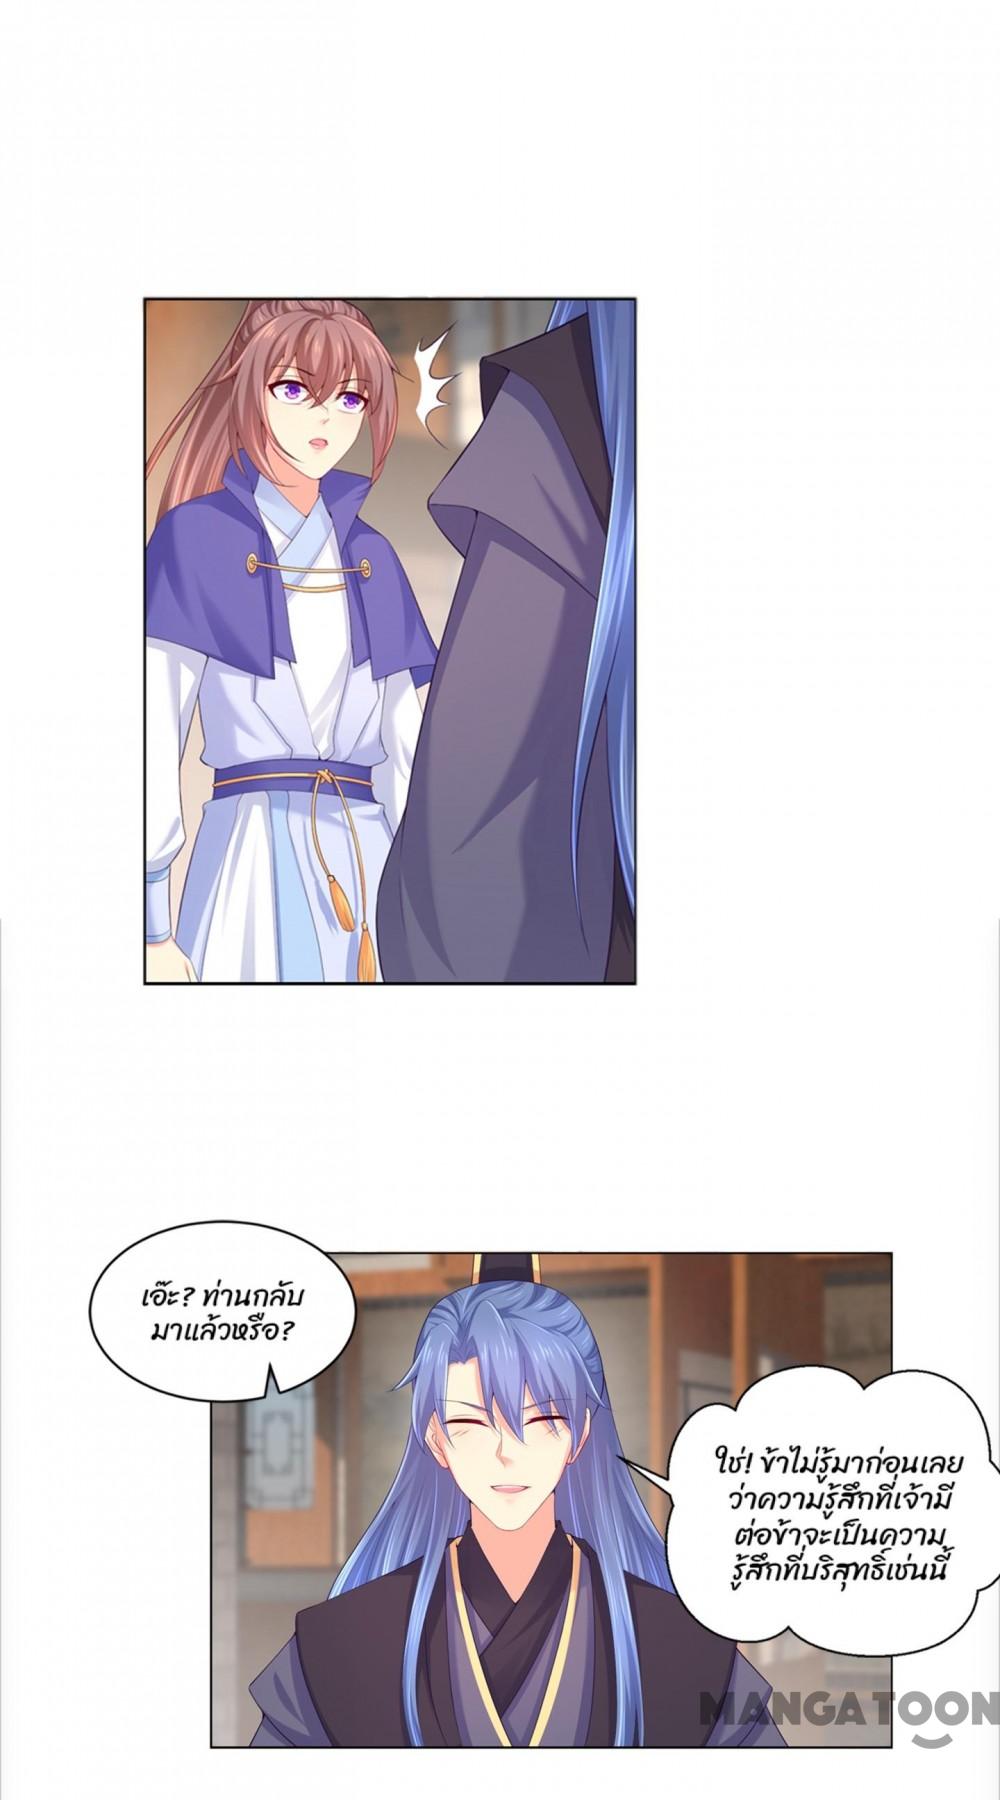 เอ๊ะ? ท่านกลับ
มาแล้วหรือ?
ใช่! ข้าไม่รู้มาก่อนเลย
ว่าความรู้สึกที่เจ้ามี
ต่อข้าจะเป็นความ
รู้สึกที่บริสุทธิ์เช่นนี้
MANGATOON